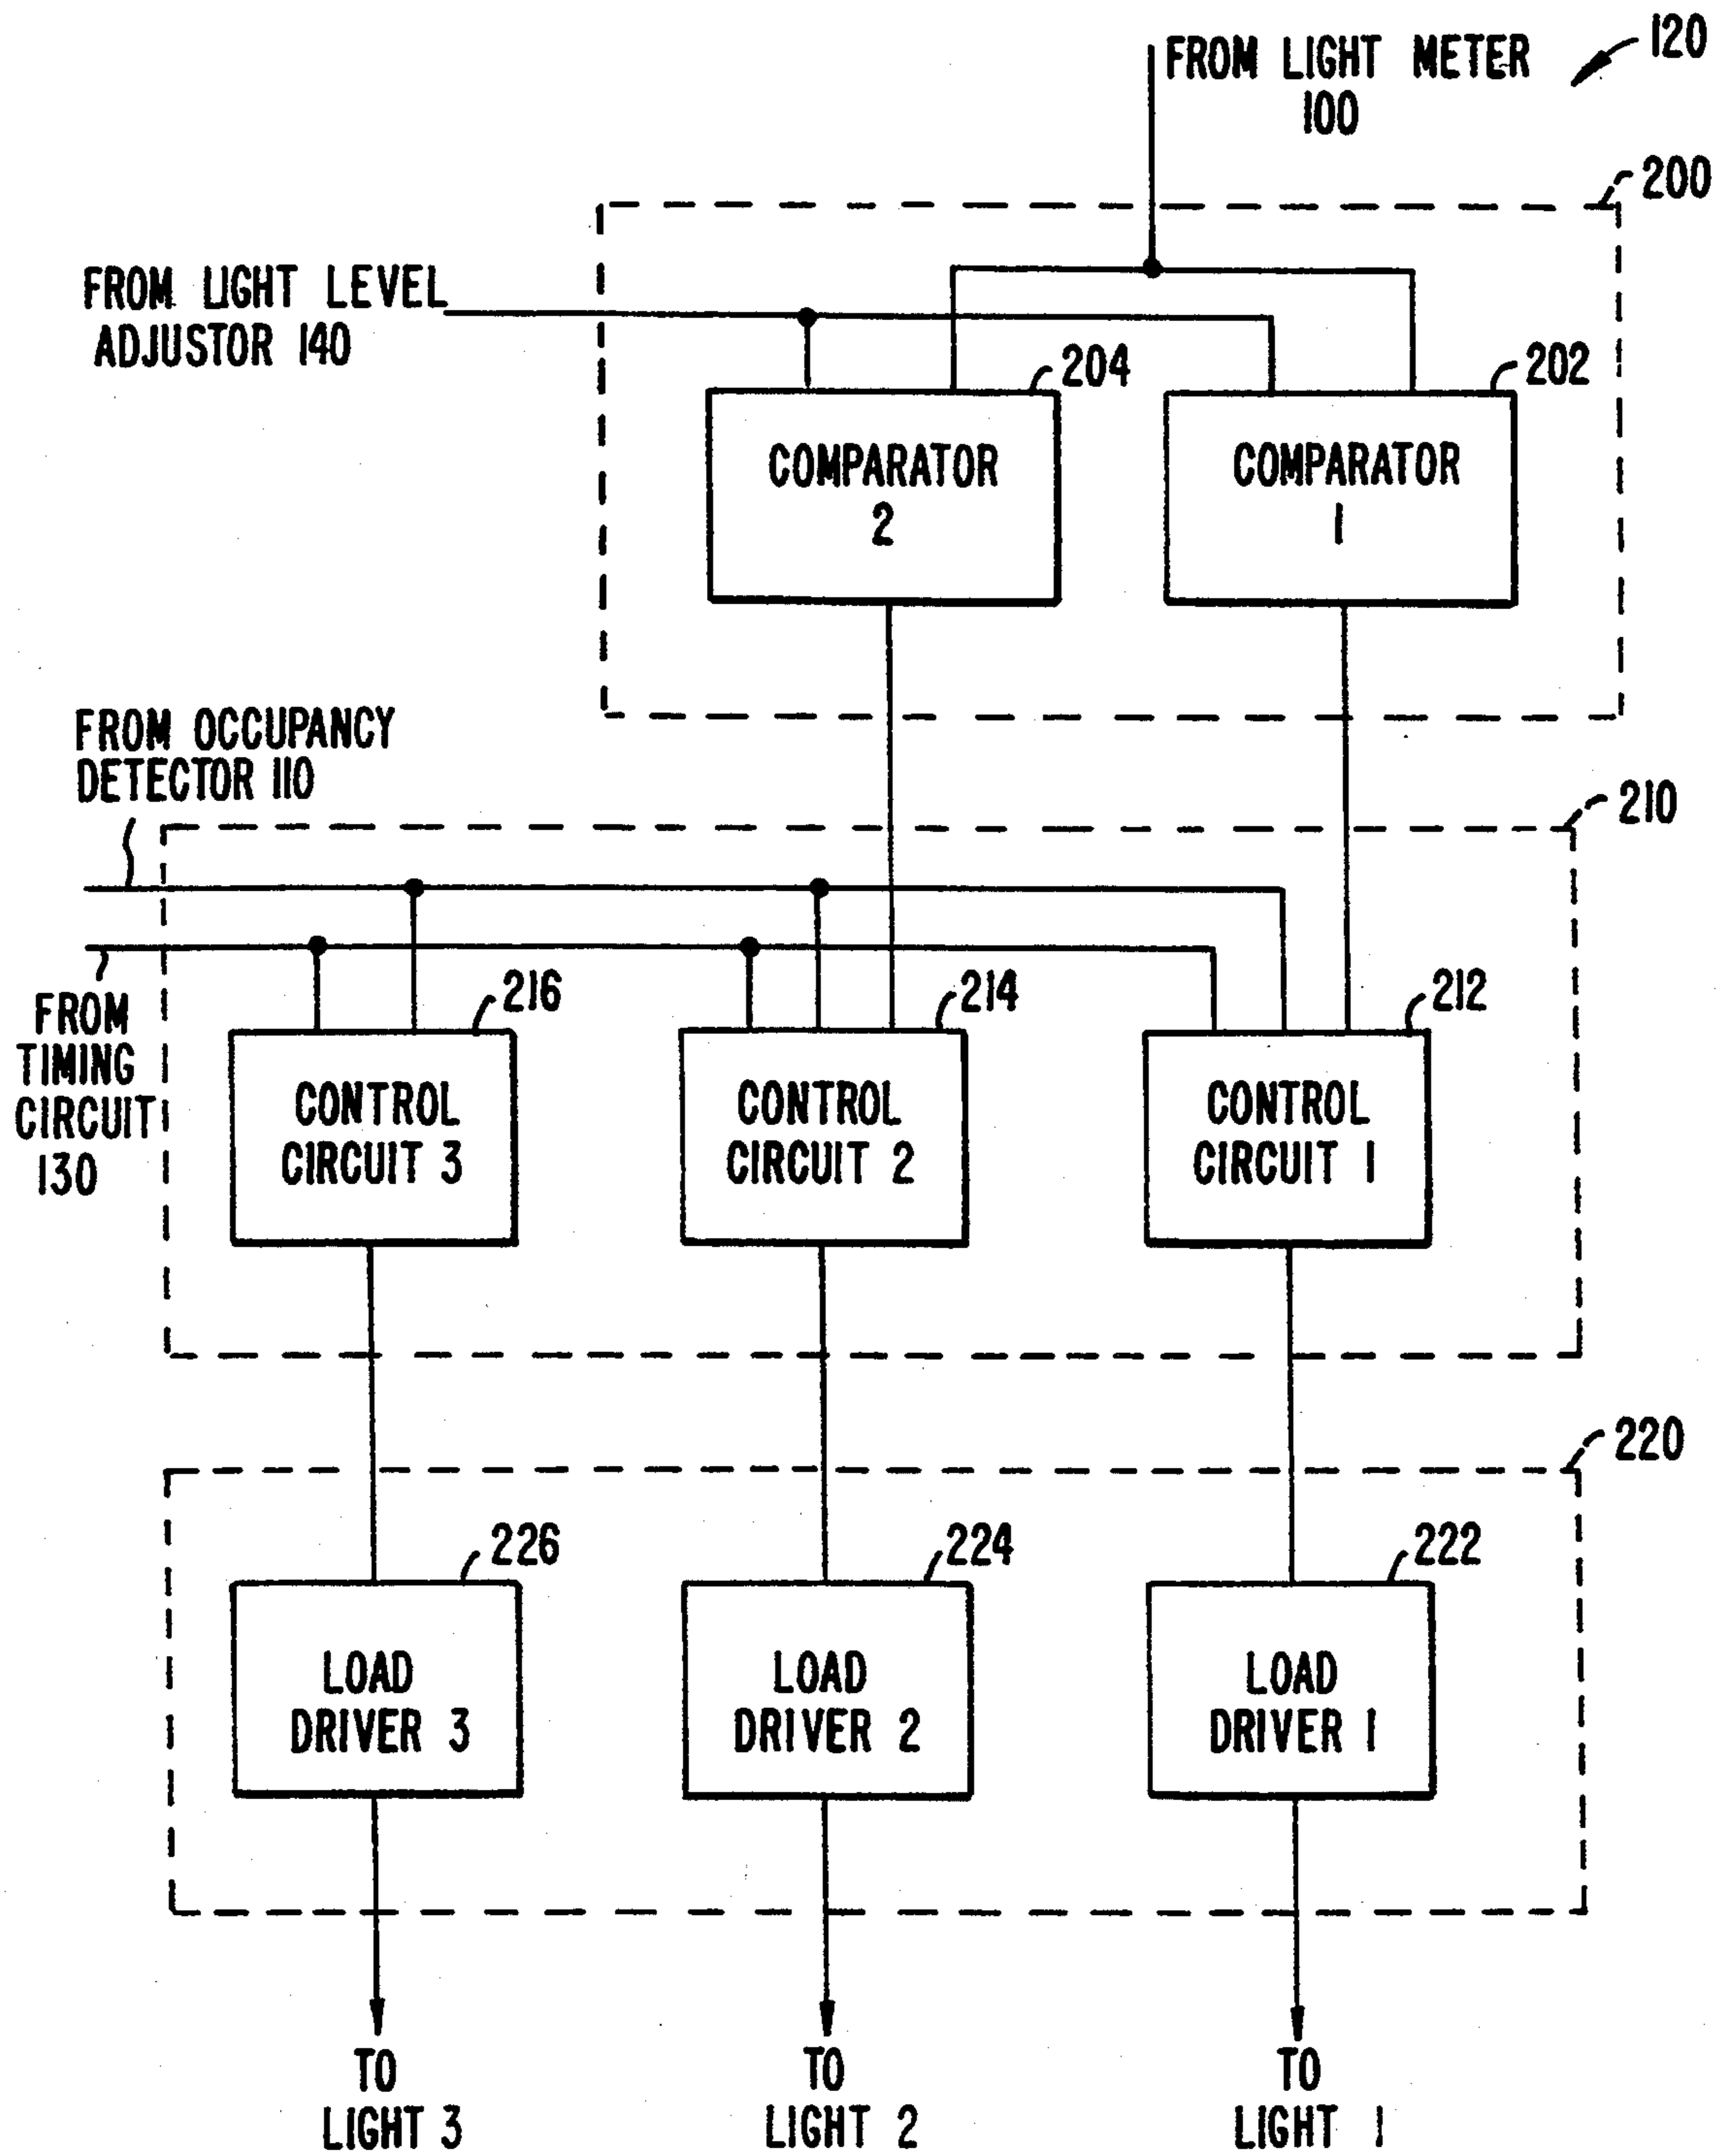 120
FROM LIGHT METER
100
200
FROM LIGHT LEVEL
ADJUSTOR 140
204
202
COMPARATOR
2
COMPARATOR
1
FROM OCCUPANCY
DETECTOR 110
210
FROM
TIMING
CIRCUIT
130
216
214
212
CONTROL
CIRCUIT 3
CONTROL
CIRCUIT 2
CONTROL
CIRCUIT 1
220
226
224
222
LOAD
DRIVER 3
LOAD
DRIVER 2
LOAD
DRIVER 1
TO
LIGHT 3
TO
LIGHT 2
TO
LIGHT 1